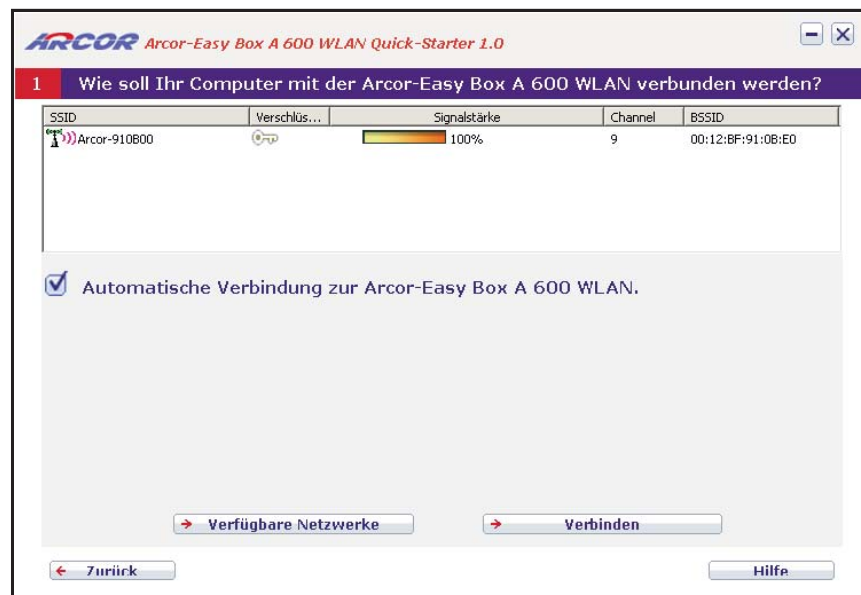 ARCOR Arcor-Easy Box A 600 WLAN Quick-Starter 1.0
1 Wie soll Ihr Computer mit der Arcor-Easy Box A 600 WLAN verbunden werden?
SSID Verschlüs... Signalstärke Channel BSSID
Arcor-910B00 100% 9 00:12:BF:91:0B:E0
Automatische Verbindung zur Arcor-Easy Box A 600 WLAN.
Verfügbare Netzwerke Verbinden
Zurück Hilfe